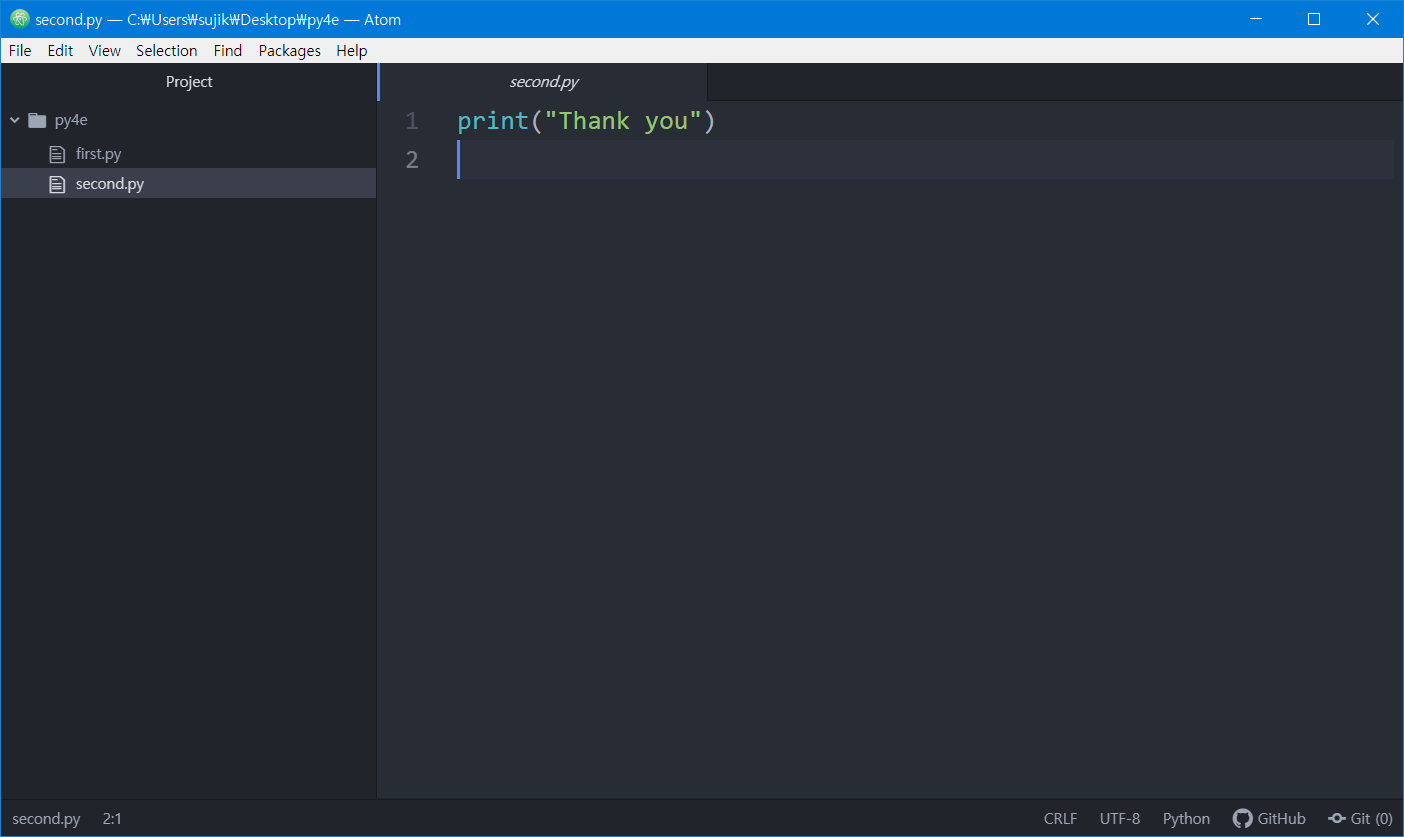 second.py — C:₩Users₩sujik₩Desktop₩py4e — Atom
File Edit View Selection Find Packages Help
Project
second.py
py4e
first.py
second.py
1 print("Thank you")
2
second.py 2:1 CRLF UTF-8 Python GitHub Git (0)